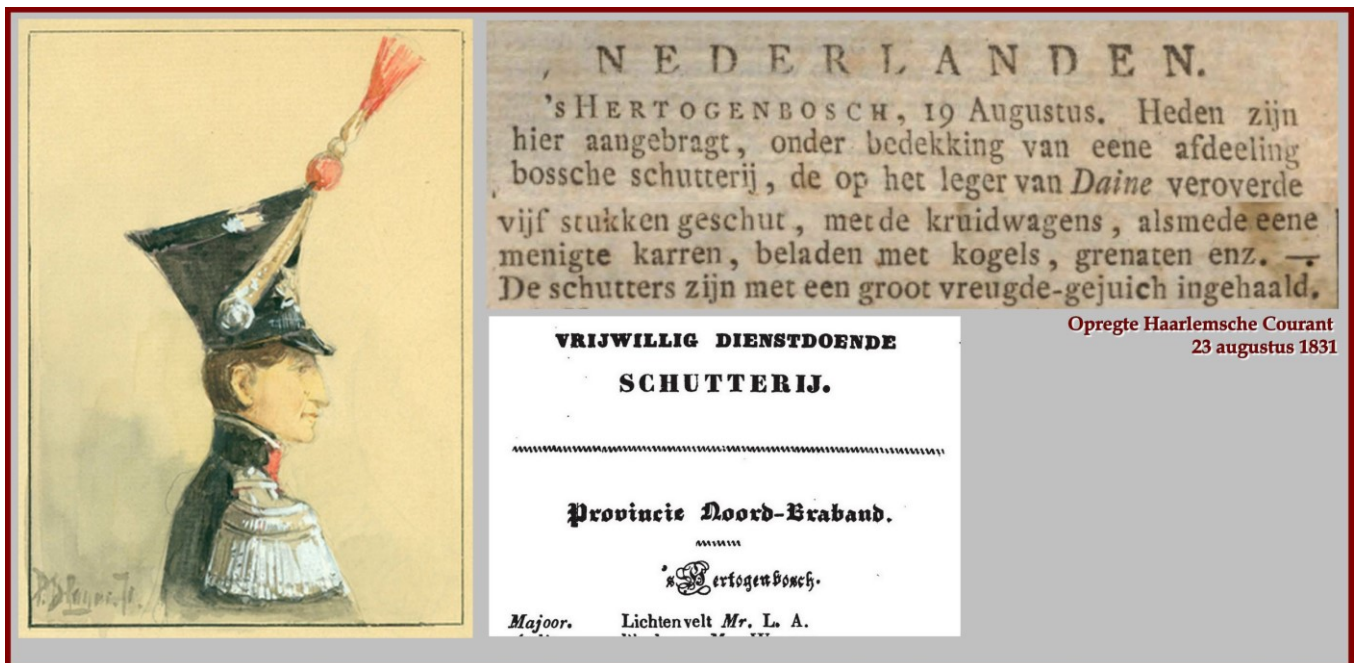 NEDERLANDEN.
'sHERTOGENBOSCH, 19 Augustus. Heden zijn
hier aangebragt, onder bedekking van eene afdeeling
bossche schutterij, de op het leger van Daine veroverde
vijf stukken geschut, met de kruidwagens, alsmede eene
menigte karren, beladen met kogels, grenaten enz. —
De schutters zijn met een groot vreugde-gejuich ingehaald.
Opregte Haarlemsche Courant
23 augustus 1831
VRIJWILLIG DIENSTDOENDE
SCHUTTERIJ.
Provincie Noord-Braband.
's Hertogenbosch.
Majoor. Lichtenvelt Mr. L. A.